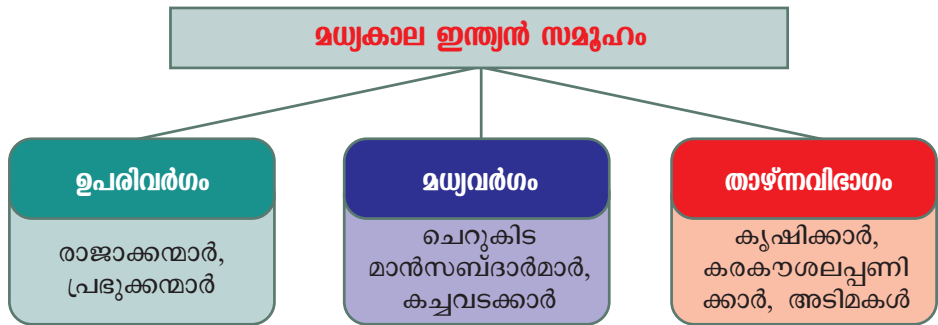 മധ്യകാല ഇന്ത്യൻ സമൂഹം
ഉപരിവർഗം
രാജാക്കന്മാർ,
പ്രഭുക്കന്മാർ
മധ്യവർഗം
ചെറുകിട
മാൻസബ്ദാർമാർ,
കച്ചവടക്കാർ
താഴ്ന്നവിഭാഗം
കൃഷിക്കാർ,
കരകൗശലപ്പണി
ക്കാർ, അടിമകൾ